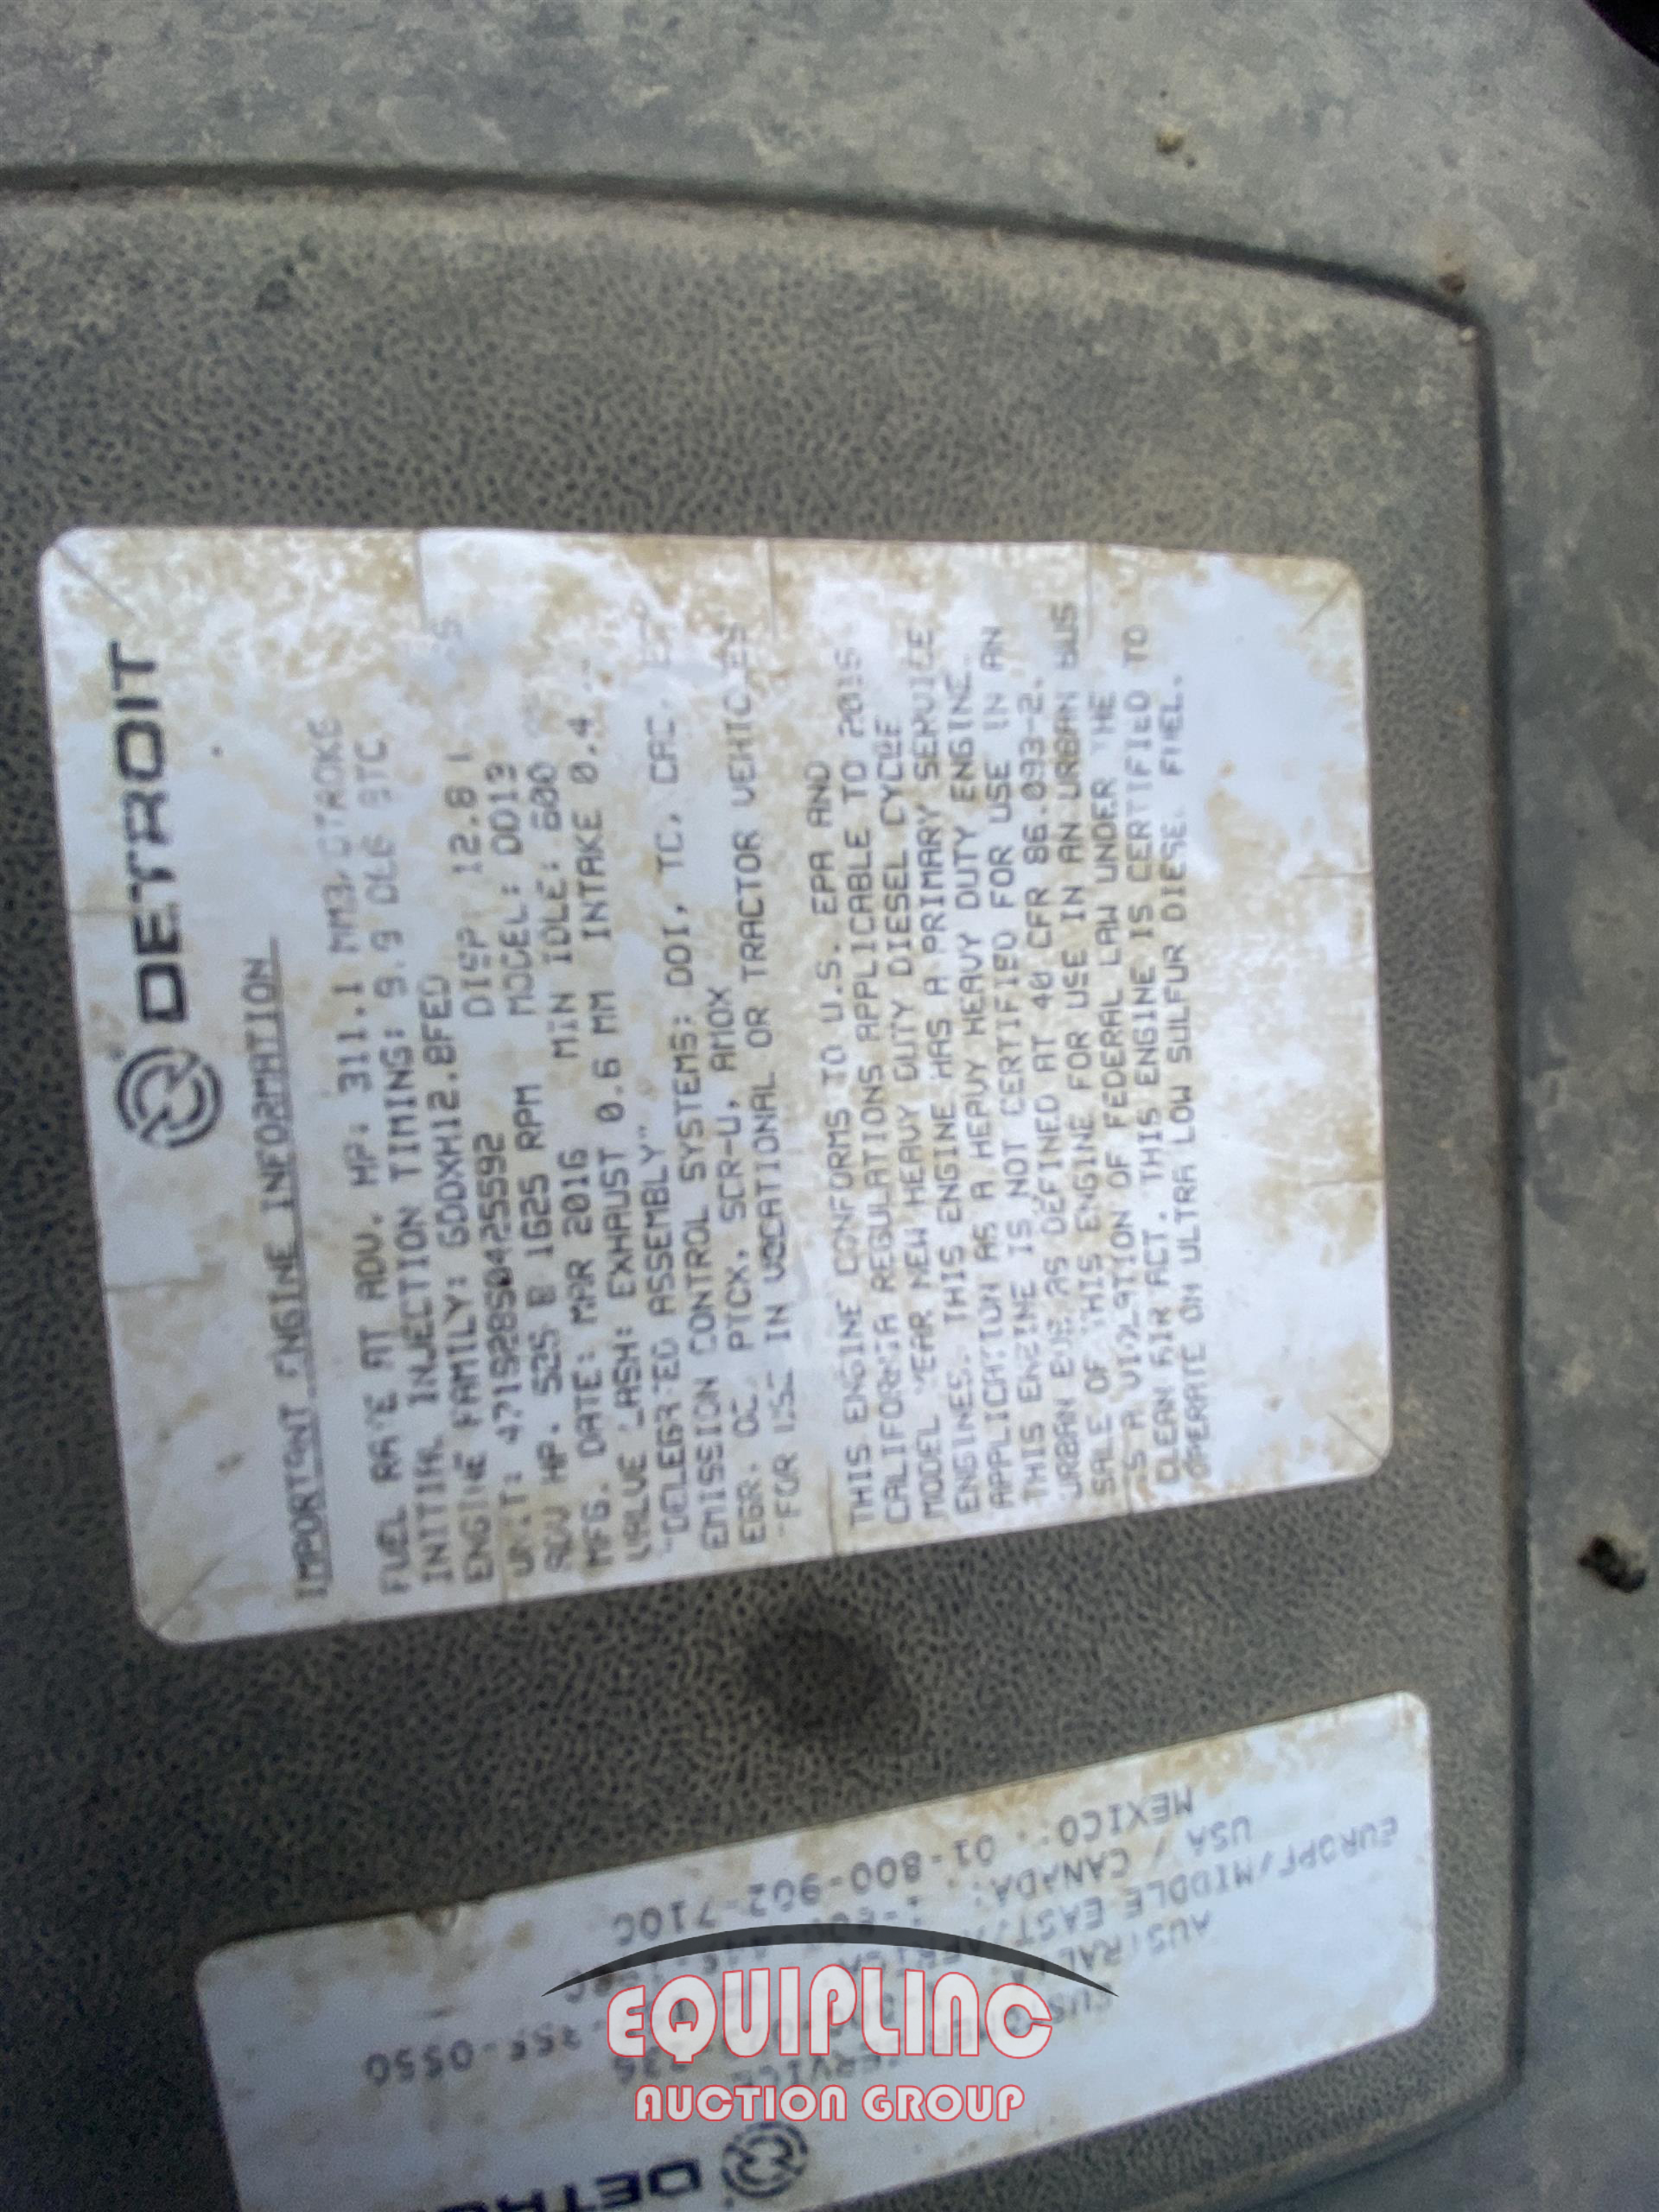 DETROIT
IMPORTANT ENGINE INFORMATION
FUEL RATE AT ADV. HP: 311.1 MM3/STROKE
INITIAL INJECTION TIMING: 9.9 DEG BTC
ENGINE FAMILY: GDDXH12.8FED
UNIT: 471928S0425592 DISP: 12.8 L
ADV HP. 525 @ 1625 RPM MODEL: DD13
MFG. DATE: MAR 2016 MIN IDLE: 600
VALVE LASH: EXHAUST 0.6 MM INTAKE 0.4
"DELEGATED ASSEMBLY"
EMISSION CONTROL SYSTEMS: DDI, TC, CAC,
EGR, OC, PTOX, SCR-U, AMOX
"FOR USE IN VOCATIONAL OR TRACTOR VEHICLES
THIS ENGINE CONFORMS TO U.S. EPA AND
CALIFORNIA REGULATIONS APPLICABLE TO 2016
MODEL YEAR NEW HEAVY DUTY DIESEL CYCLE
ENGINES. THIS ENGINE HAS A PRIMARY SERVICE
APPLICATION AS A HEAVY HEAVY DUTY ENGINE.
THIS ENGINE IS NOT CERTIFIED FOR USE IN AN
URBAN BUS AS DEFINED AT 40 CFR 86.093-2.
SALE OF THIS ENGINE FOR USE IN AN URBAN BUS
IS A VIOLATION OF FEDERAL LAW UNDER THE
CLEAN AIR ACT. THIS ENGINE IS CERTIFIED TO
OPERATE ON ULTRA LOW SULFUR DIESEL FUEL.
DETROIT
CUSTOMER SERVICE
AUSTRALIA
EUROPE/MIDDLE EAST/AFRICA
USA / CANADA:
MEXICO: 01-800-902-7100
EQUIPLINC
AUCTION GROUP